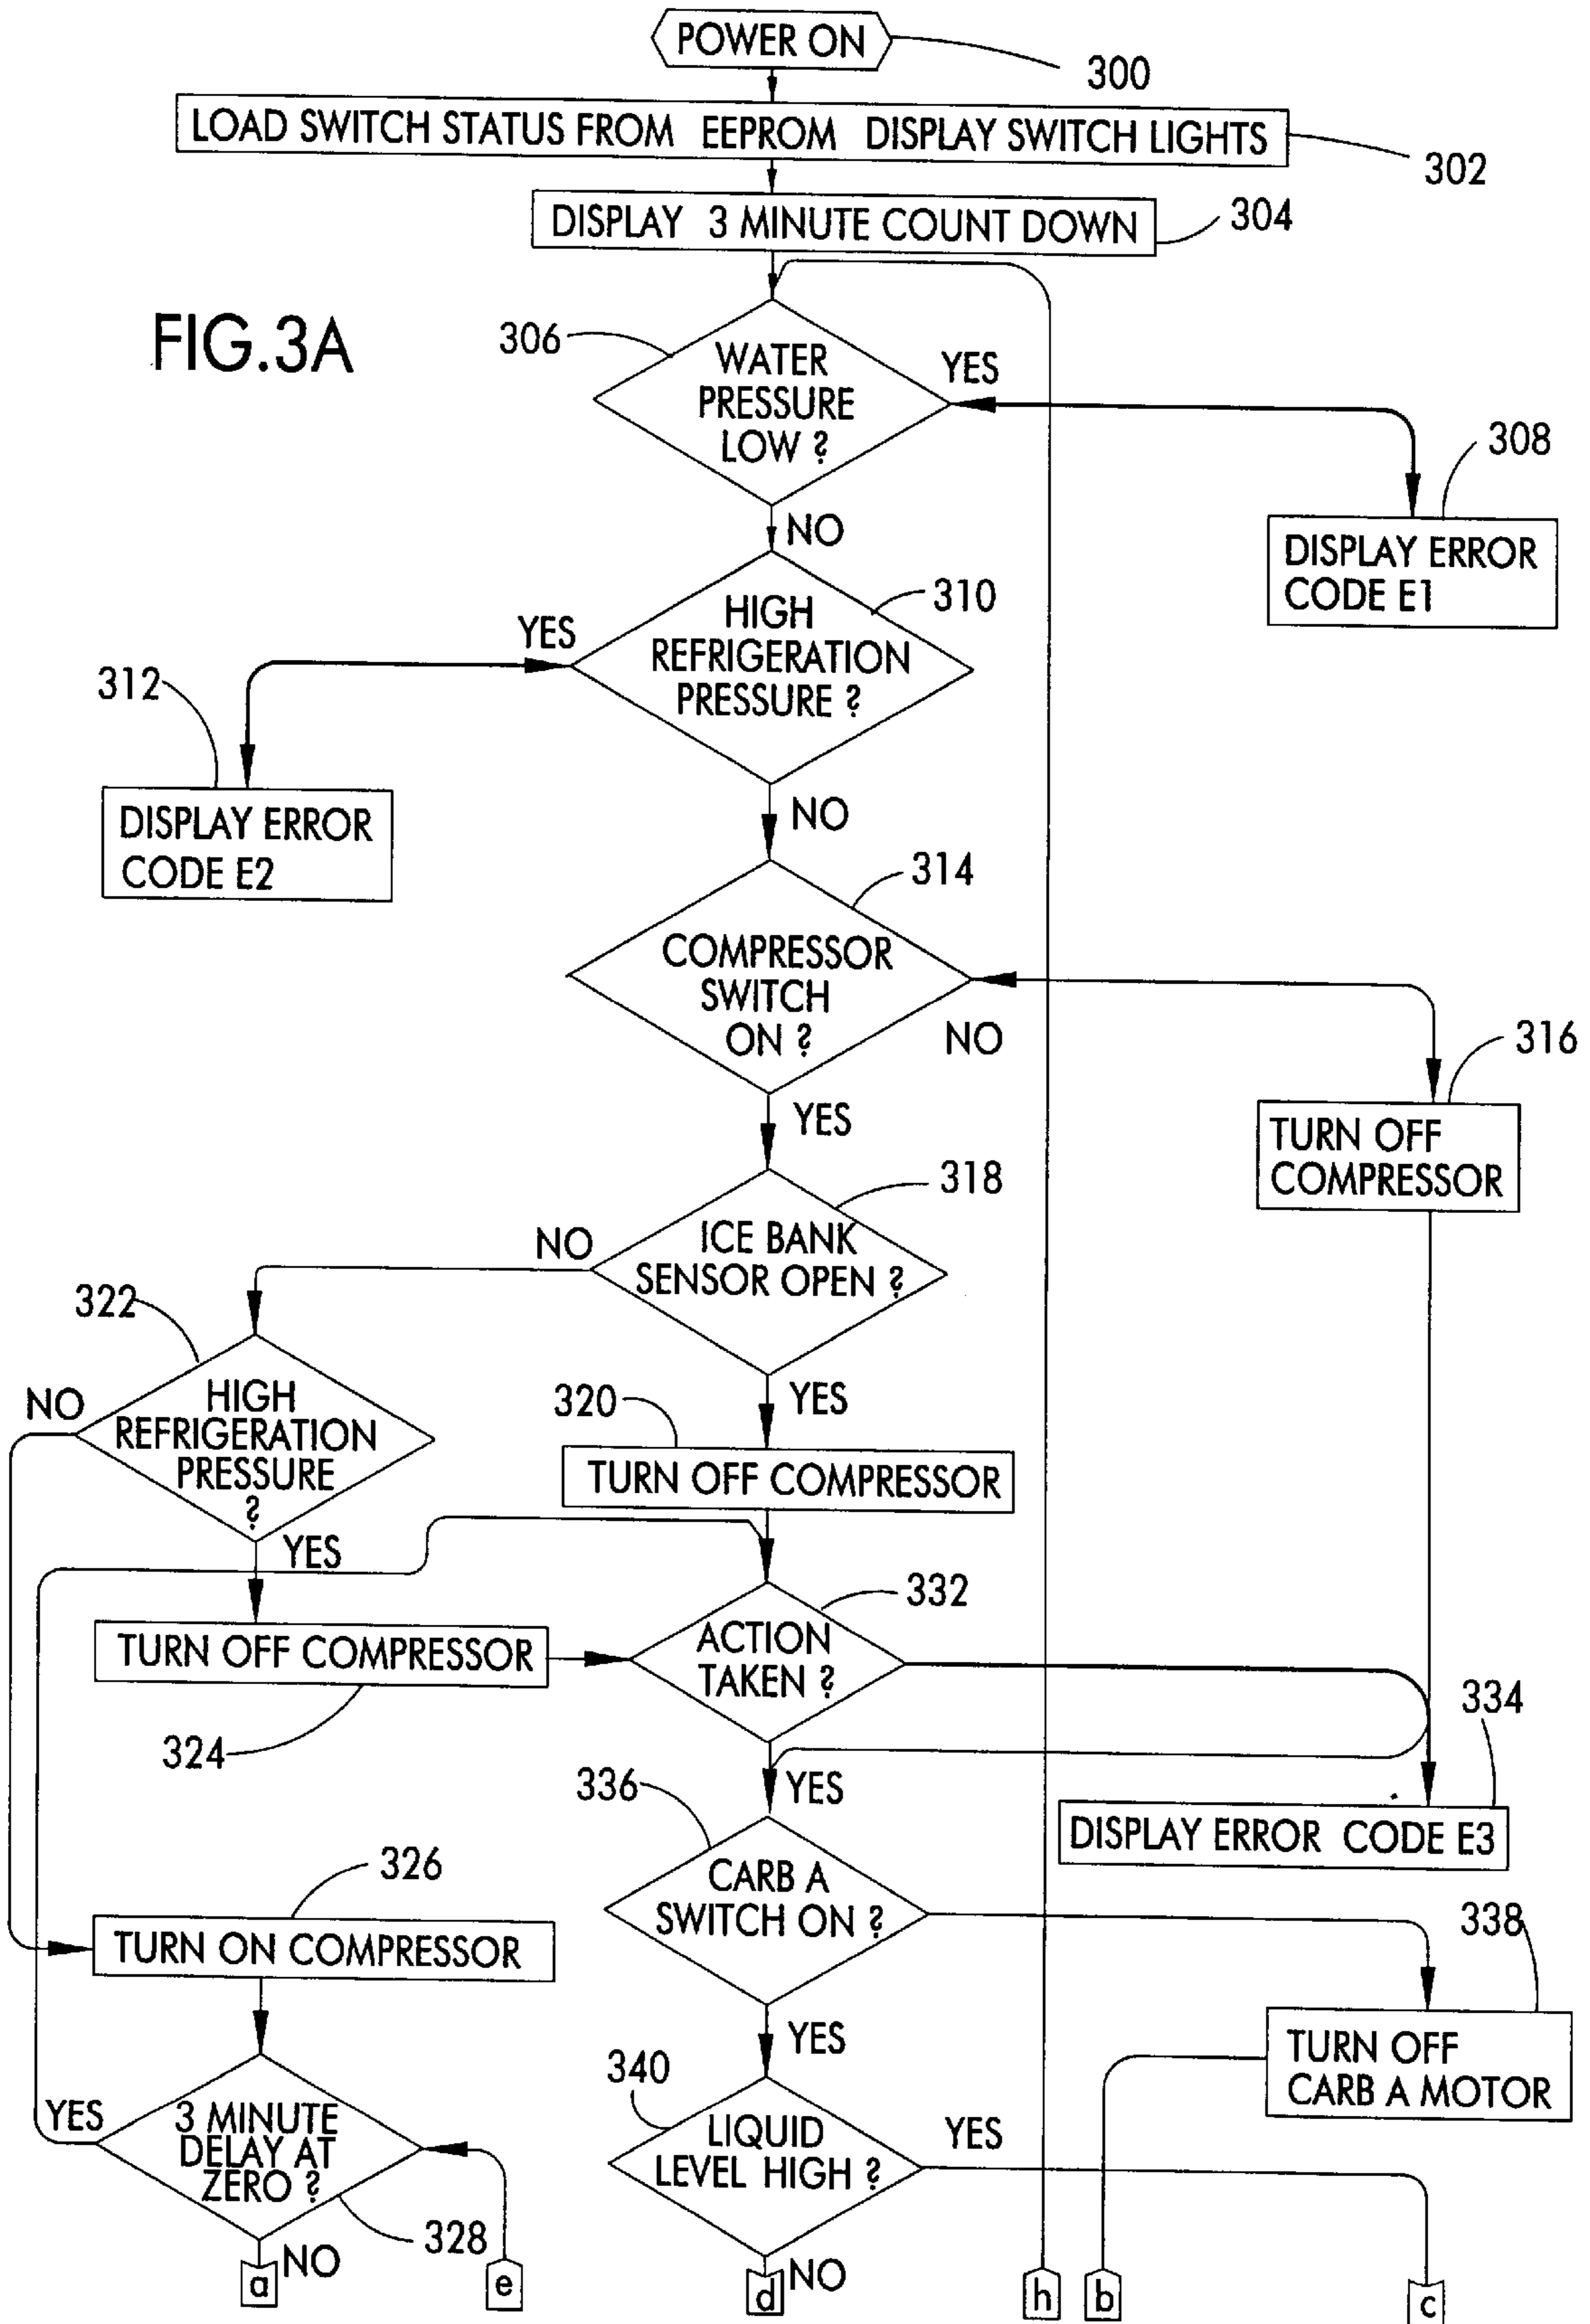 POWER ON
300
LOAD SWITCH STATUS FROM EEPROM DISPLAY SWITCH LIGHTS
302
DISPLAY 3 MINUTE COUNT DOWN
304
FIG.3A
306
WATER
PRESSURE
LOW ?
YES
308
DISPLAY ERROR
CODE E1
NO
310
HIGH
REFRIGERATION
PRESSURE ?
YES
312
DISPLAY ERROR
CODE E2
NO
314
COMPRESSOR
SWITCH
ON ?
NO
316
TURN OFF
COMPRESSOR
YES
318
ICE BANK
SENSOR OPEN ?
NO
322
HIGH
REFRIGERATION
PRESSURE
?
NO
YES
320
YES
TURN OFF COMPRESSOR
332
ACTION
TAKEN ?
TURN OFF COMPRESSOR
324
334
DISPLAY ERROR CODE E3
YES
336
CARB A
SWITCH ON ?
338
TURN OFF
CARB A MOTOR
326
TURN ON COMPRESSOR
YES
3 MINUTE
DELAY AT
ZERO ?
328
NO
YES
340
LIQUID
LEVEL HIGH ?
YES
NO
a
e
d
h
b
c